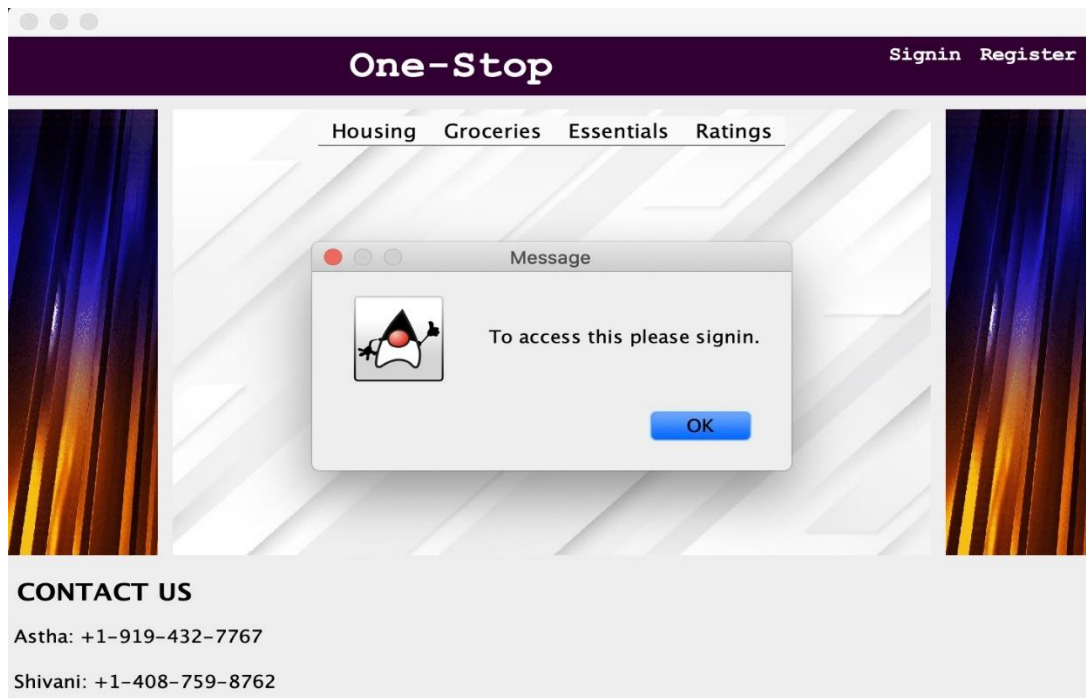 One-Stop
Signin Register
Housing Groceries Essentials Ratings
Message
To access this please signin.
OK
CONTACT US
Astha: +1-919-432-7767
Shivani: +1-408-759-8762